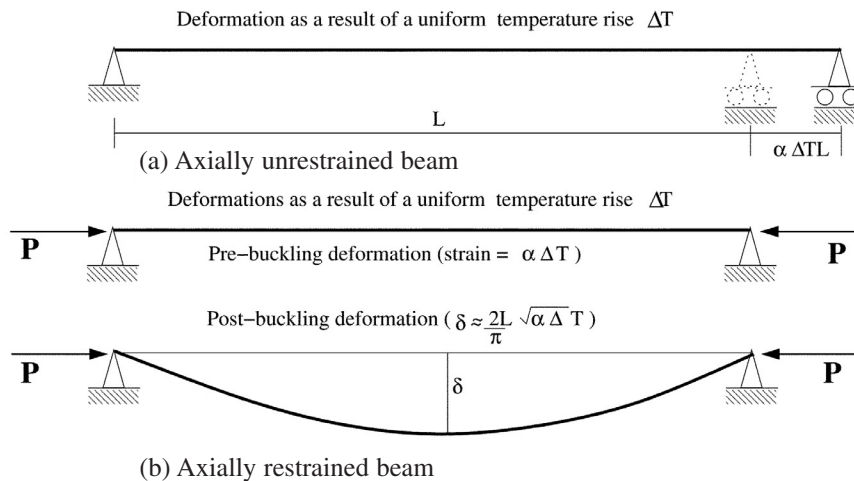 Deformation as a result of a uniform temperature rise ΔT
L
α ΔTL
(a) Axially unrestrained beam
Deformations as a result of a uniform temperature rise ΔT
P
P
Pre−buckling deformation (strain = α ΔT )
Post−buckling deformation ( δ ≈ 2L/π √α Δ T )
P
P
δ
(b) Axially restrained beam